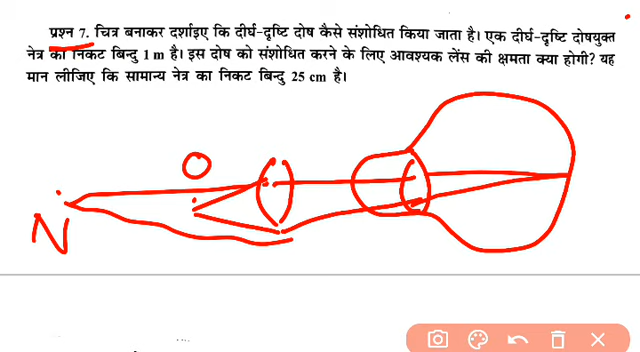 प्रश्न 7. चित्र बनाकर दर्शाइए कि दीर्घ-दृष्टि दोष कैसे संशोधित किया जाता है। एक दीर्घ-दृष्टि दोषयुक्त
नेत्र का निकट बिन्दु 1 m है। इस दोष को संशोधित करने के लिए आवश्यक लेंस की क्षमता क्या होगी? यह
मान लीजिए कि सामान्य नेत्र का निकट बिन्दु 25 cm है।
O
N